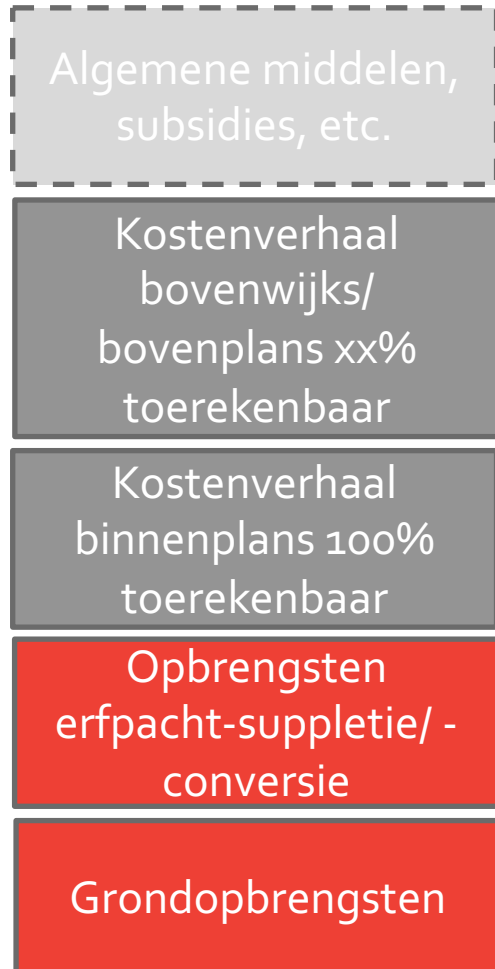 Algemene middelen,
subsidies, etc.
Kostenverhaal
bovenwijks/
bovenplans xx%
toerekenbaar
Kostenverhaal
binnenplans 100%
toerekenbaar
Opbrengsten
erfpacht-suppletie/ -
conversie
Grondopbrengsten